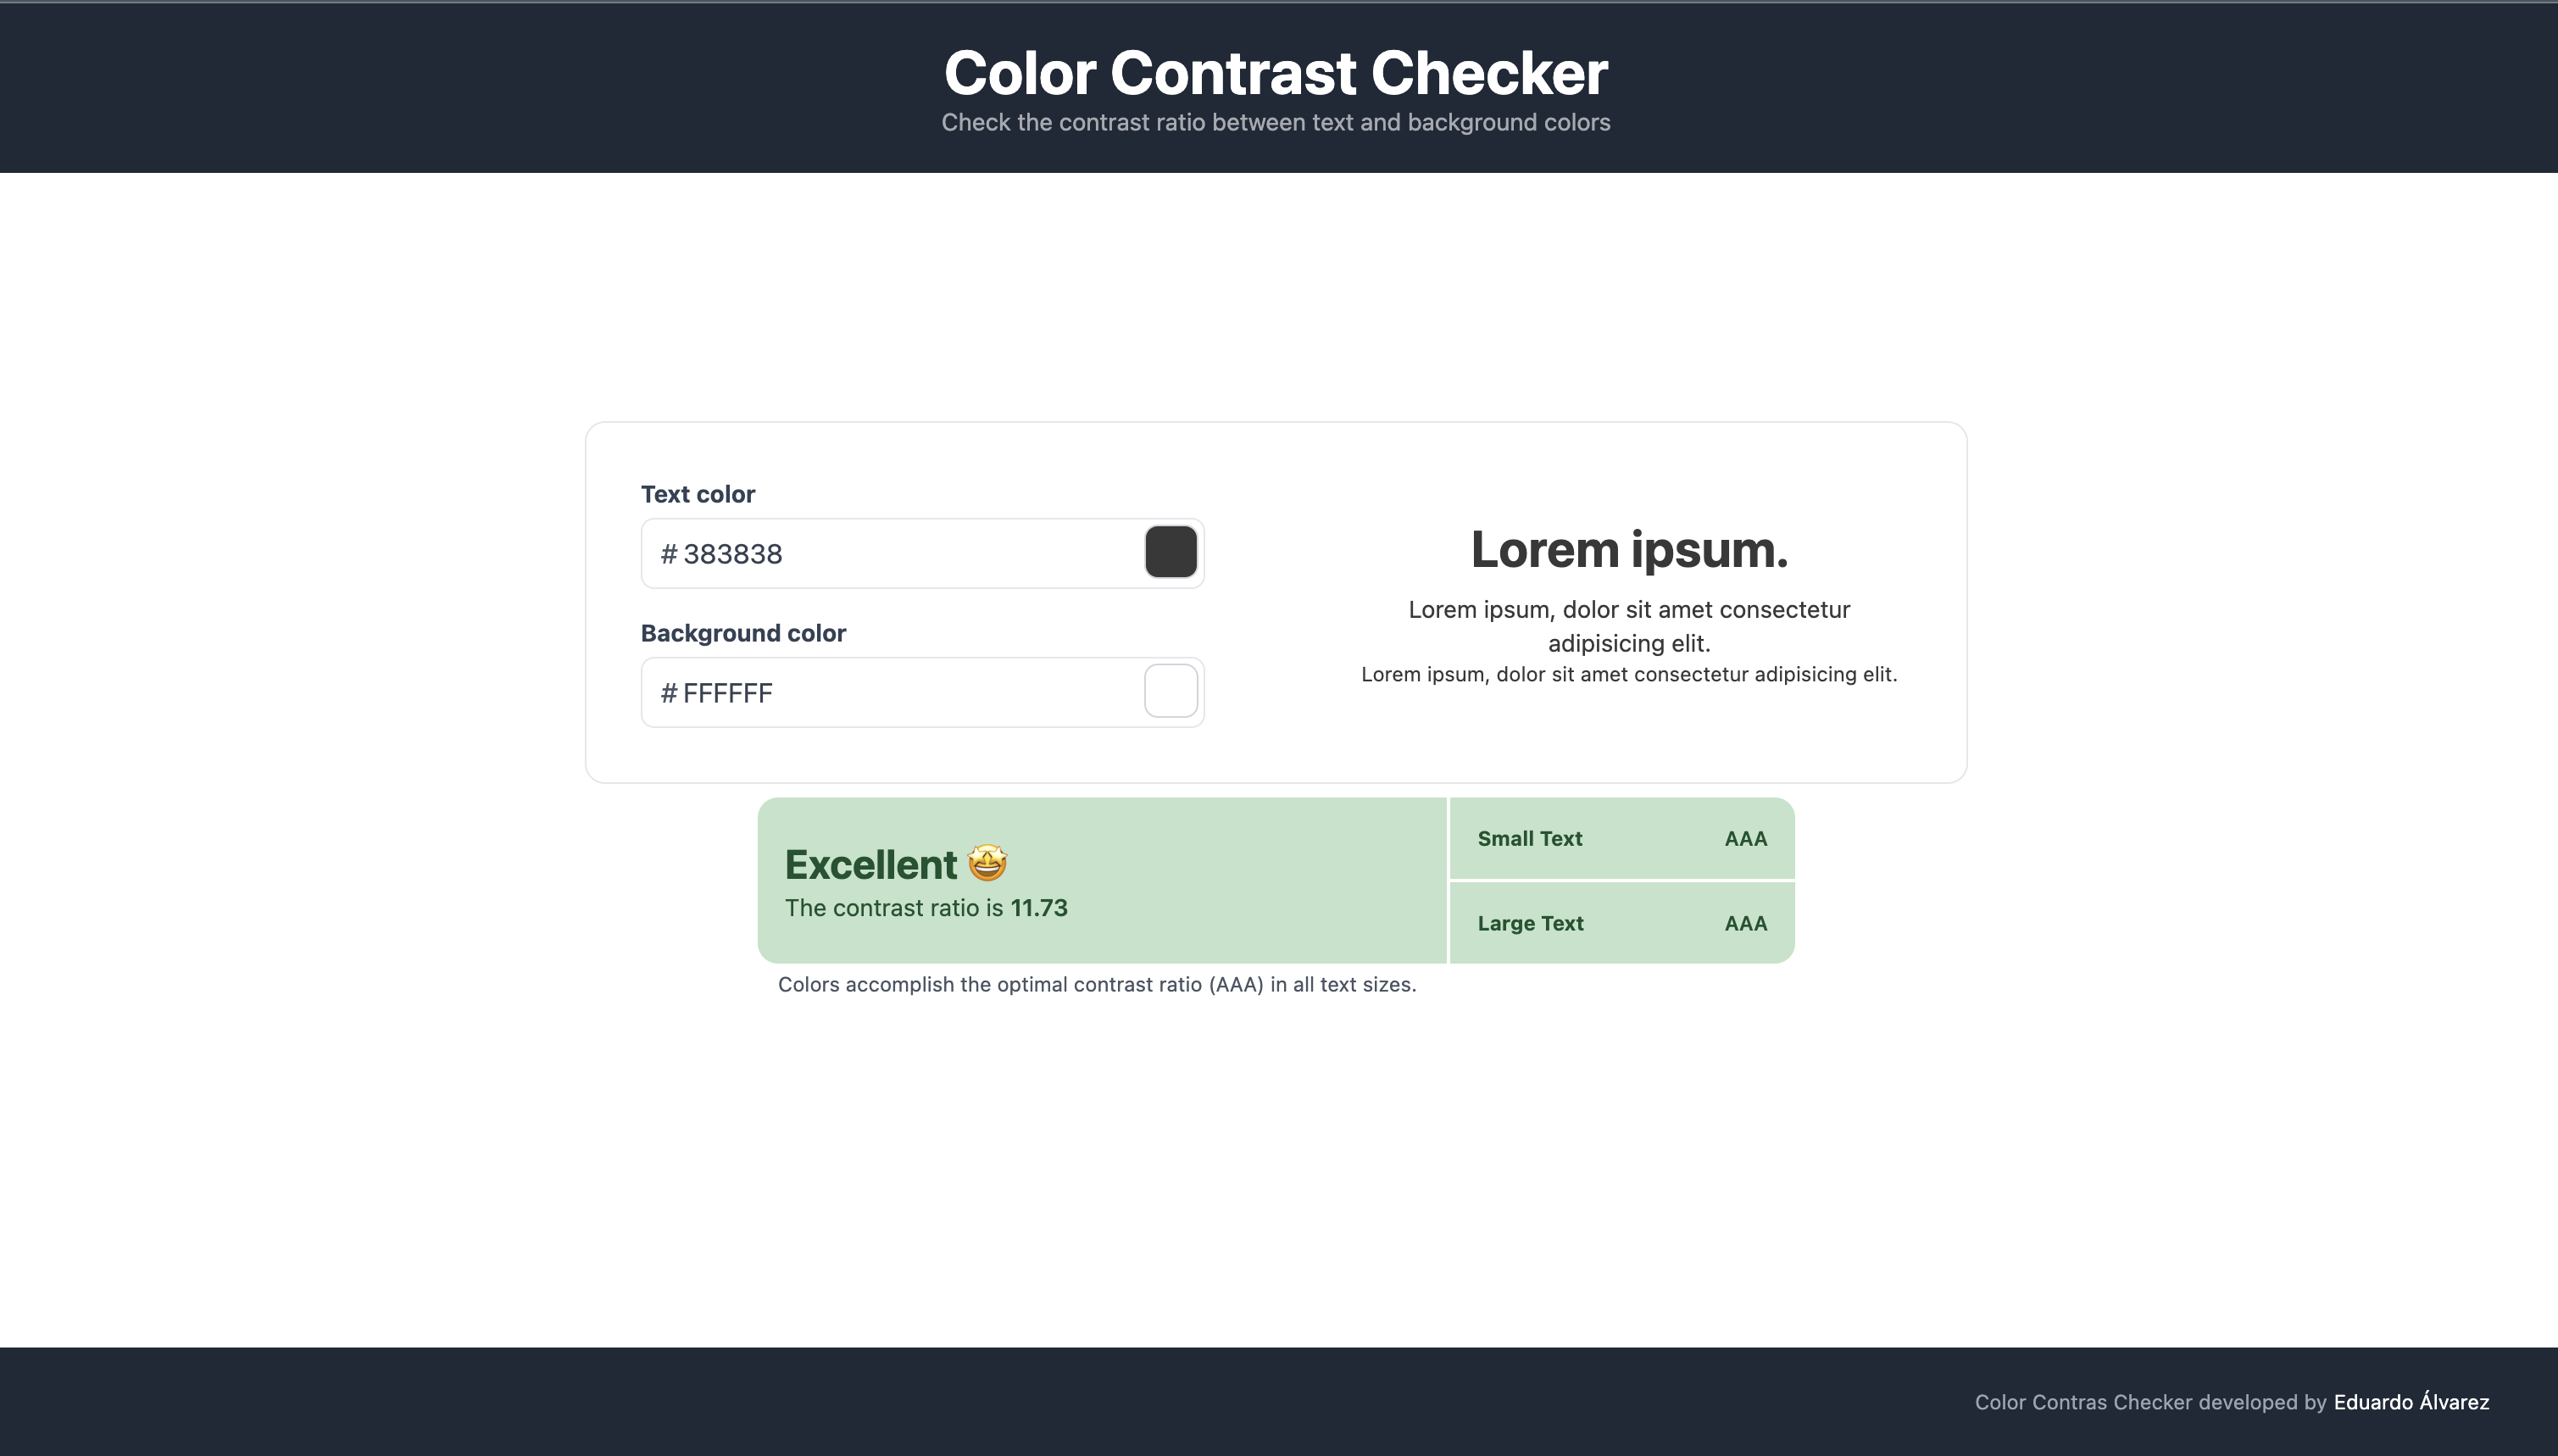 Color Contrast Checker
Check the contrast ratio between text and background colors
Text color
# 383838
Background color
# FFFFFF
Lorem ipsum.
Lorem ipsum, dolor sit amet consectetur
adipisicing elit.
Lorem ipsum, dolor sit amet consectetur adipisicing elit.
Excellent 🤩
The contrast ratio is 11.73
Small Text AAA
Large Text AAA
Colors accomplish the optimal contrast ratio (AAA) in all text sizes.
Color Contras Checker developed by Eduardo Álvarez